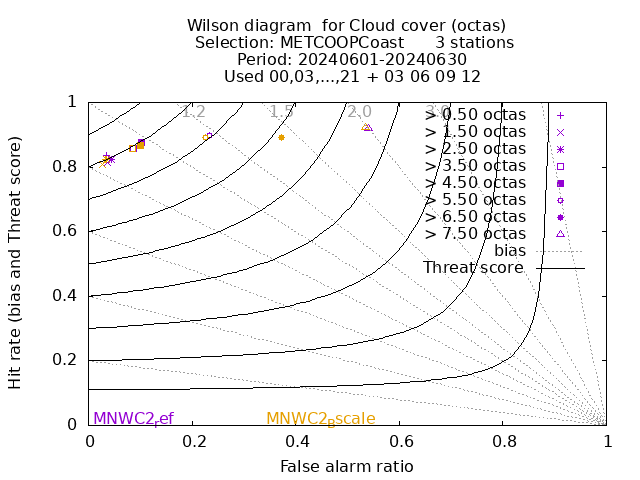 Wilson diagram  for Cloud cover (octas)
Selection: METCOOPCoast      3 stations
Period: 20240601-20240630
Used 00,03,...,21 + 03 06 09 12
1.2 1.5 2.0 3.0
> 0.50 octas
> 1.50 octas
> 2.50 octas
> 3.50 octas
> 4.50 octas
> 5.50 octas
> 6.50 octas
> 7.50 octas
bias
Threat score
Hit rate (bias and Threat score)
1
0.8
0.6
0.4
0.2
0
MNWC2ref MNWC2Bscale
0 0.2 0.4 0.6 0.8 1
False alarm ratio